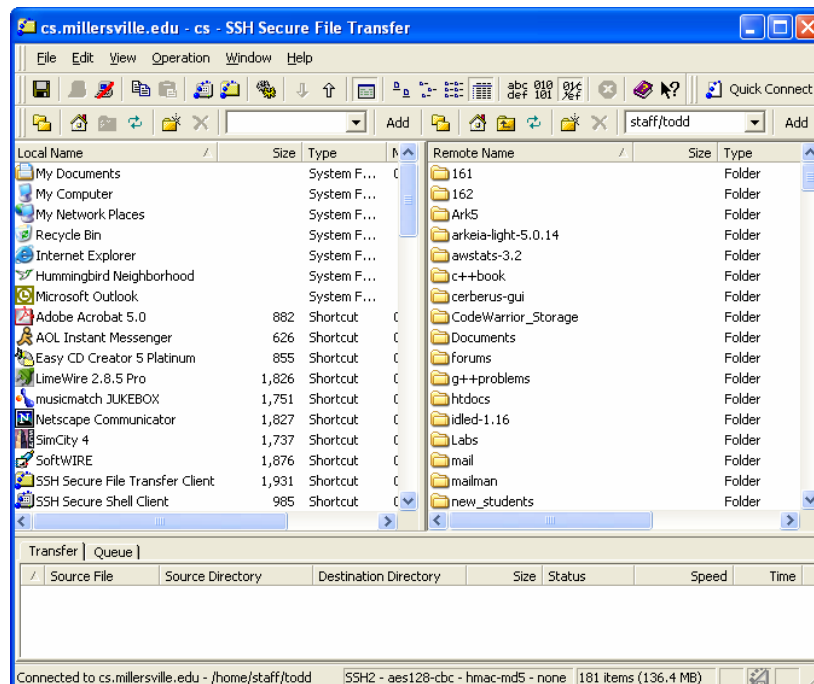 cs.millersville.edu - cs - SSH Secure File Transfer
File Edit View Operation Window Help
abc def 010 101 Quick Connect
Add staff/todd Add
Local Name / Size Type Remote Name / Size Type
My Documents System F... 161 Folder
My Computer System F... 162 Folder
My Network Places System F... Ark5 Folder
Recycle Bin System F... arkeia-light-5.0.14 Folder
Internet Explorer System F... awstats-3.2 Folder
Hummingbird Neighborhood System F... c++book Folder
Microsoft Outlook System F... cerberus-gui Folder
Adobe Acrobat 5.0 882 Shortcut CodeWarrior_Storage Folder
AOL Instant Messenger 626 Shortcut Documents Folder
Easy CD Creator 5 Platinum 855 Shortcut forums Folder
LimeWire 2.8.5 Pro 1,826 Shortcut g++problems Folder
musicmatch JUKEBOX 1,751 Shortcut htdocs Folder
Netscape Communicator 1,827 Shortcut idled-1.16 Folder
SimCity 4 1,737 Shortcut Labs Folder
SoftWIRE 1,876 Shortcut mail Folder
SSH Secure File Transfer Client 1,931 Shortcut mailman Folder
SSH Secure Shell Client 985 Shortcut new_students Folder
Transfer Queue
/ Source File Source Directory Destination Directory Size Status Speed Time
Connected to cs.millersville.edu - /home/staff/todd SSH2 - aes128-cbc - hmac-md5 - none 181 items (136.4 MB)